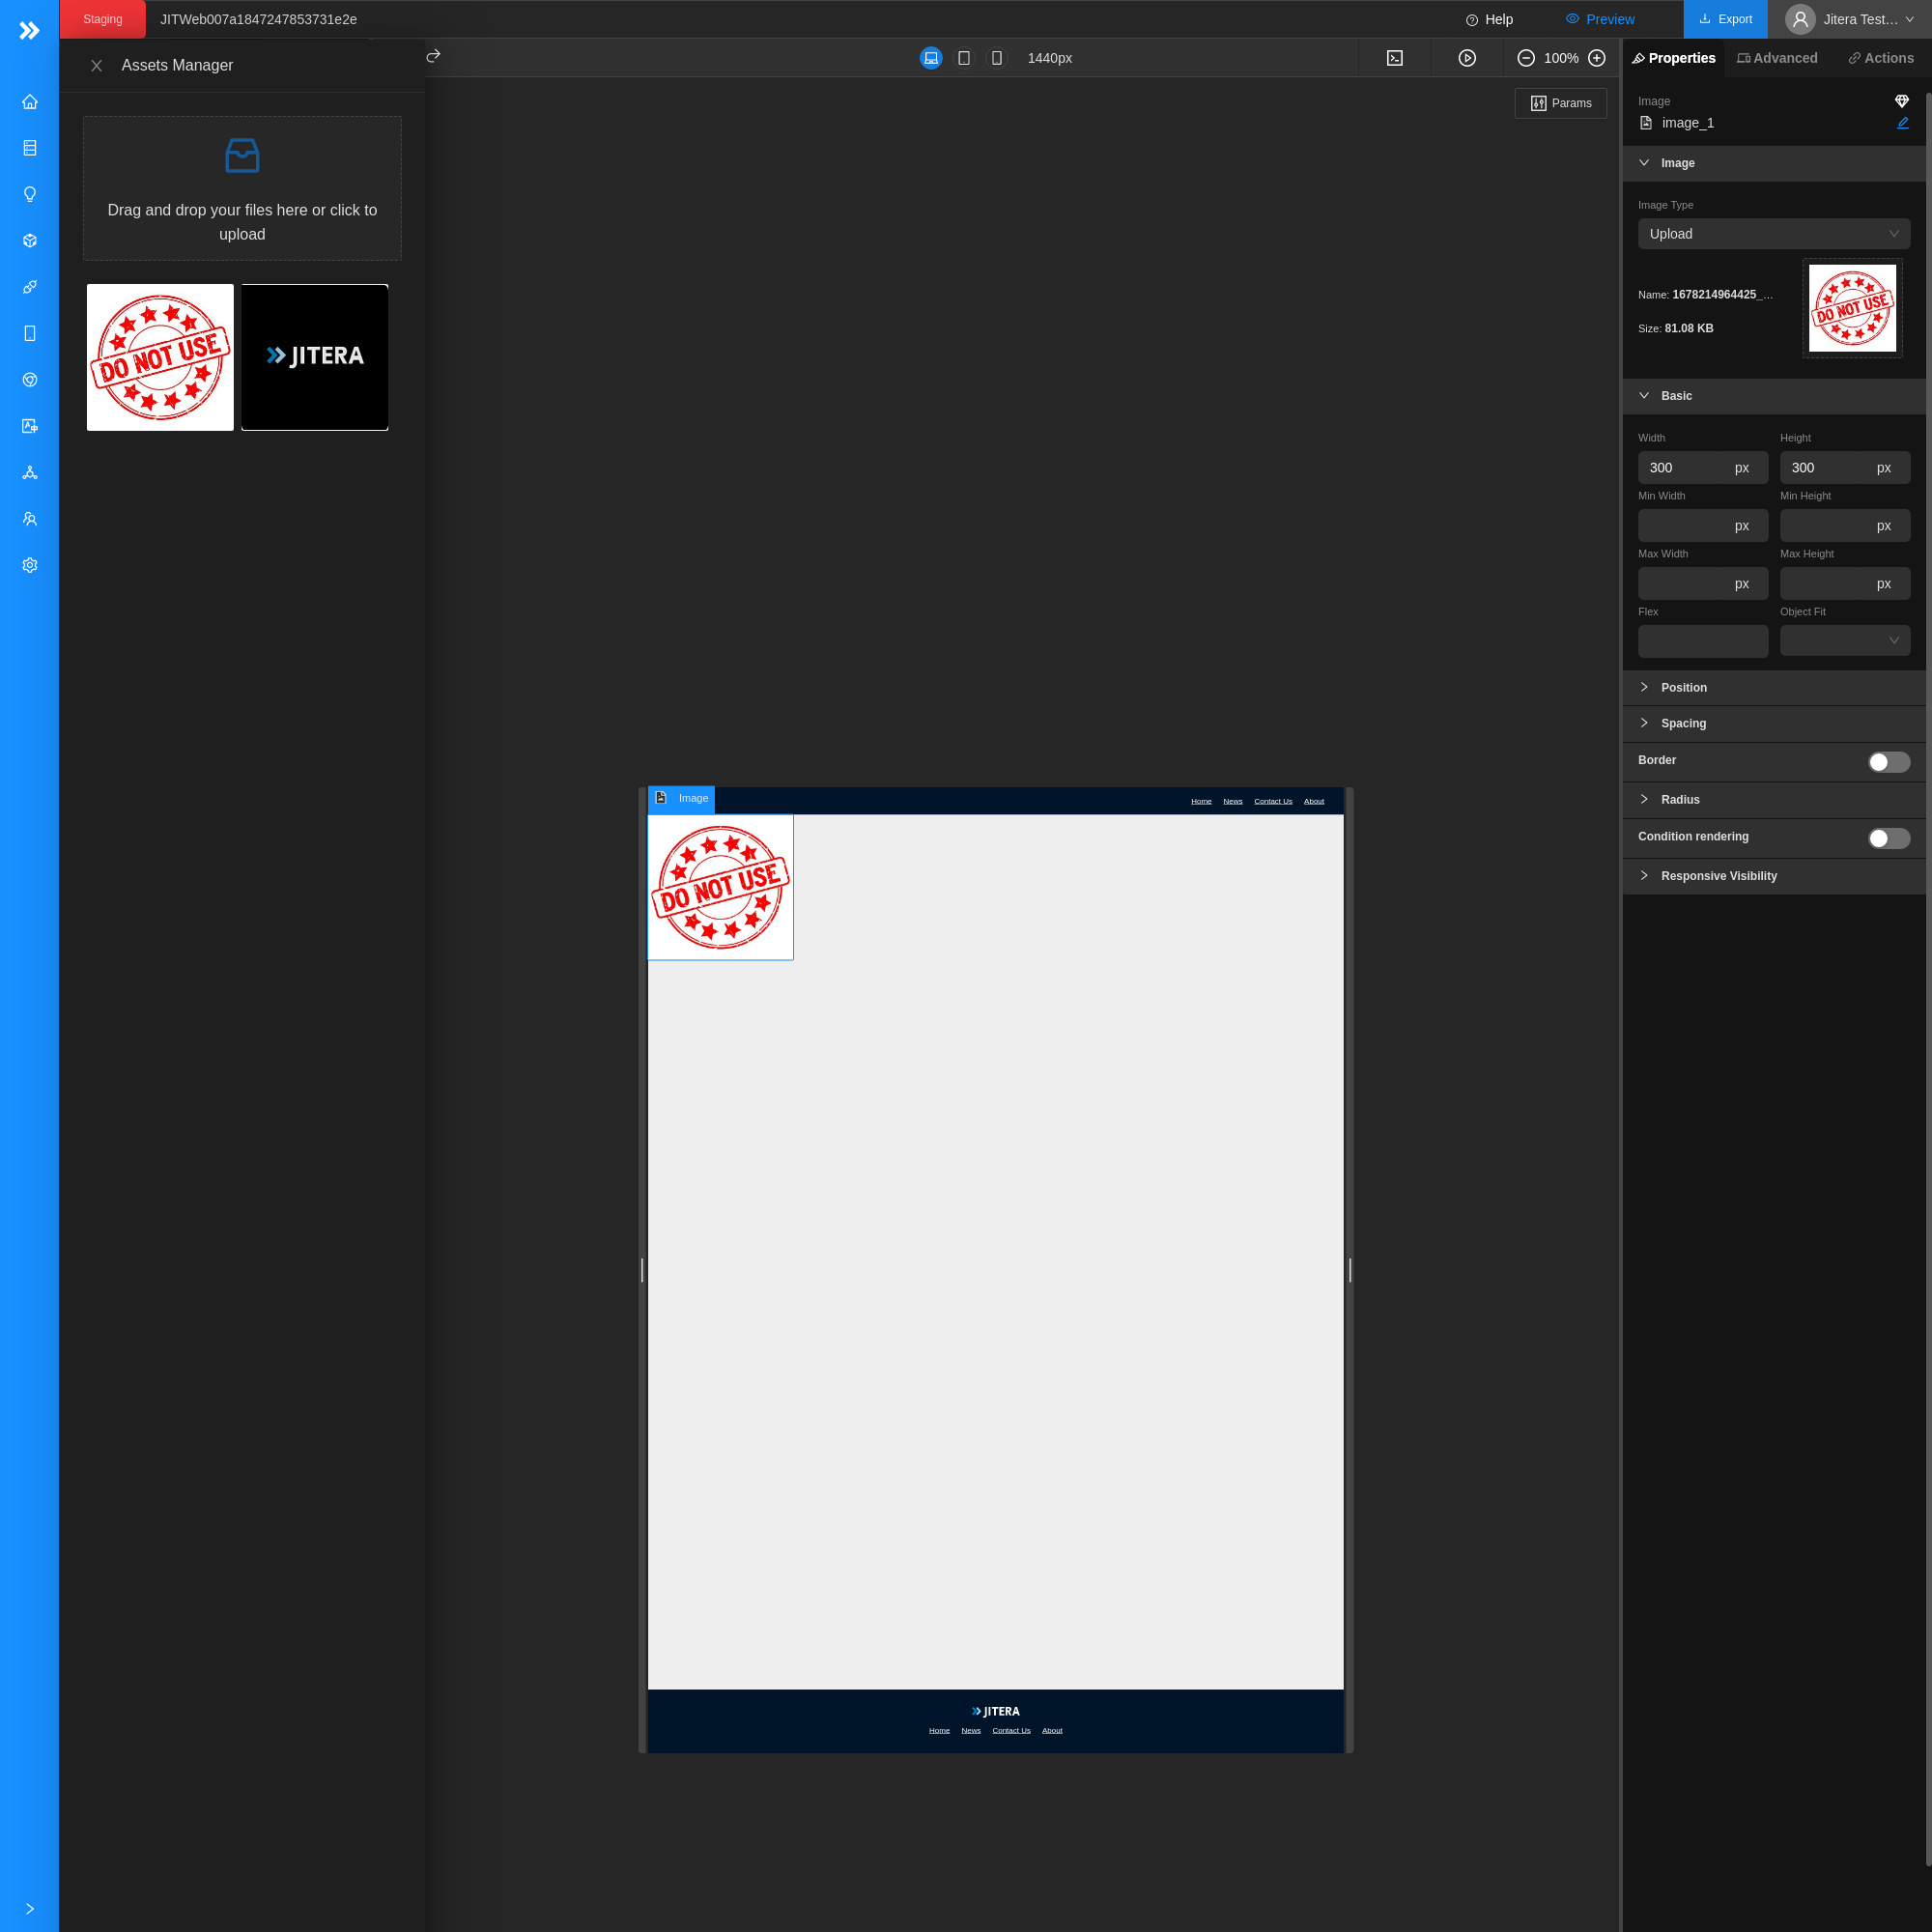 Staging
JITWeb007a1847247853731e2e
Help
Preview
Export
Jitera Test...
Assets Manager
1440px
100%
Properties
Advanced
Actions
Params
Drag and drop your files here or click to
upload
DO NOT USE
JITERA
Image
image_1
Image
Image Type
Upload
Name: 1678214964425_...
Size: 81.08 KB
DO NOT USE
Basic
Width
Height
300 px
300 px
Min Width
Min Height
px
px
Max Width
Max Height
px
px
Flex
Object Fit
Position
Spacing
Border
Radius
Condition rendering
Responsive Visibility
Image
Home News Contact Us About
DO NOT USE
JITERA
Home News Contact Us About